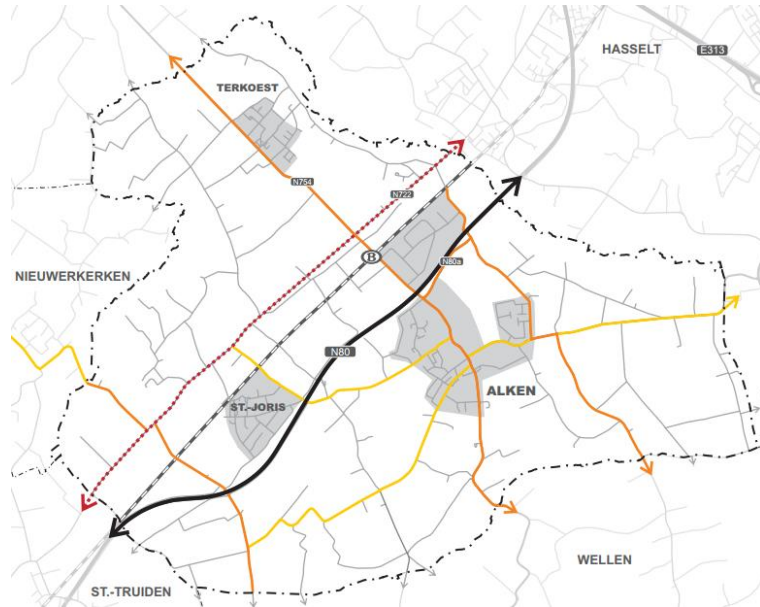 HASSELT
E313
TERKOEST
N754
N722
B
NIEUWERKERKEN
N80a
N80
ST.-JORIS
ALKEN
WELLEN
ST.-TRUIDEN